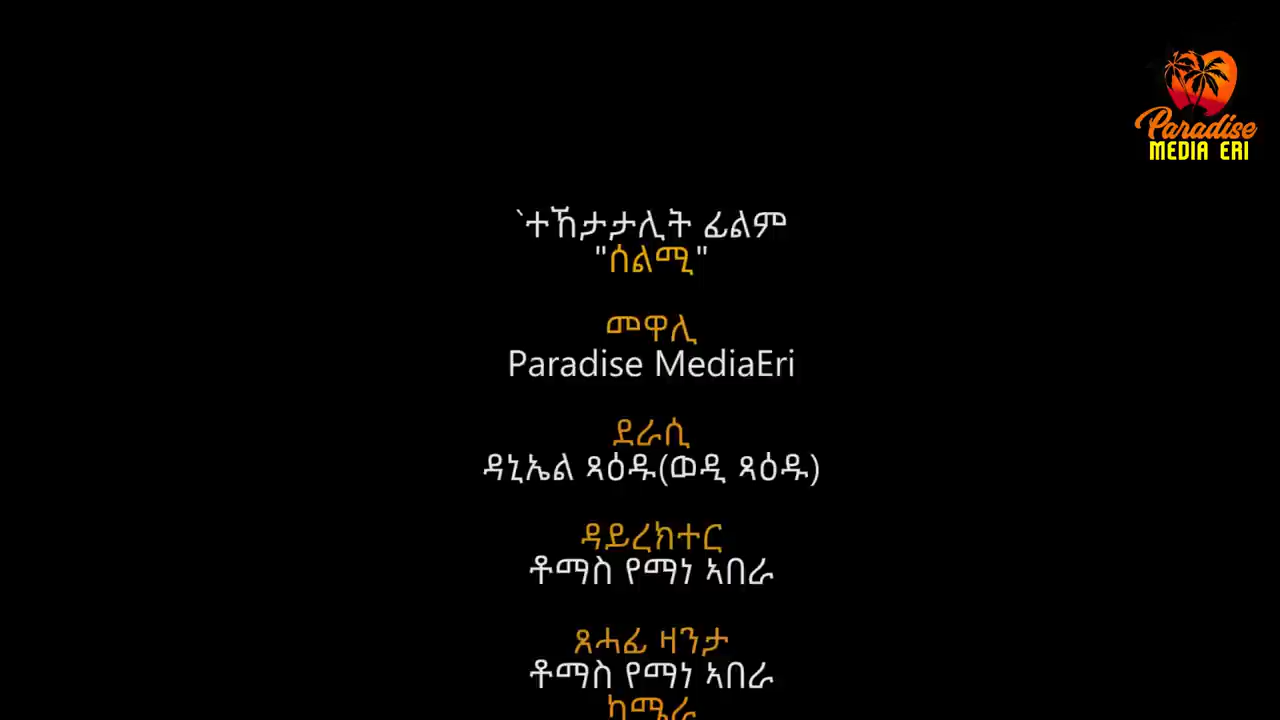 Paradise
MEDIA ERI
`ተኸታታሊት ፊልም
"ሰልሚ"
መዋሊ
Paradise MediaEri
ደራሲ
ዳኒኤል ጻዕዱ(ወዲ ጻዕዱ)
ዳይረክተር
ቶማስ የማነ ኣበራ
ጸሓፊ ዛንታ
ቶማስ የማነ ኣበራ
ካሜራ